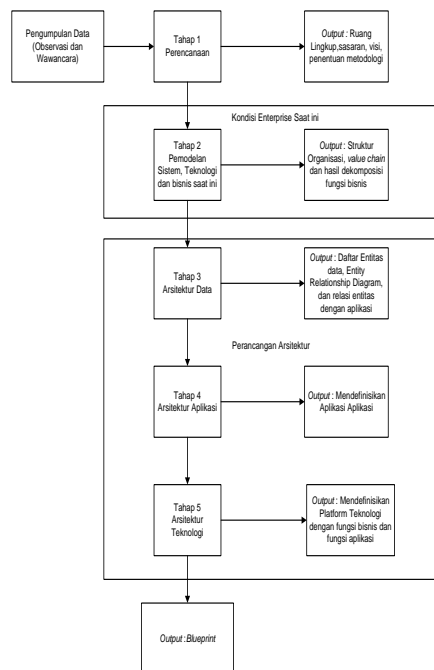 Pengumpulan Data
(Observasi dan
Wawancara)
Tahap 1
Perencanaan
Output : Ruang
Lingkup,sasaran, visi,
penentuan metodologi
Kondisi Enterprise Saat ini
Tahap 2
Pemodelan
Sistem, Teknologi
dan bisnis saat ini
Output : Struktur
Organisasi, value chain
dan hasil dekomposisi
fungsi bisnis
Tahap 3
Arsitektur Data
Output : Daftar Entitas
data, Entity
Relationship Diagram,
dan relasi entitas
dengan aplikasi
Perancangan Arsitektur
Tahap 4
Arsitektur Aplikasi
Output : Mendefinisikan
Aplikasi Aplikasi
Tahap 5
Arsitektur
Teknologi
Output : Mendefinisikan
Platform Teknologi
dengan fungsi bisnis dan
fungsi aplikasi
Output :Blueprint